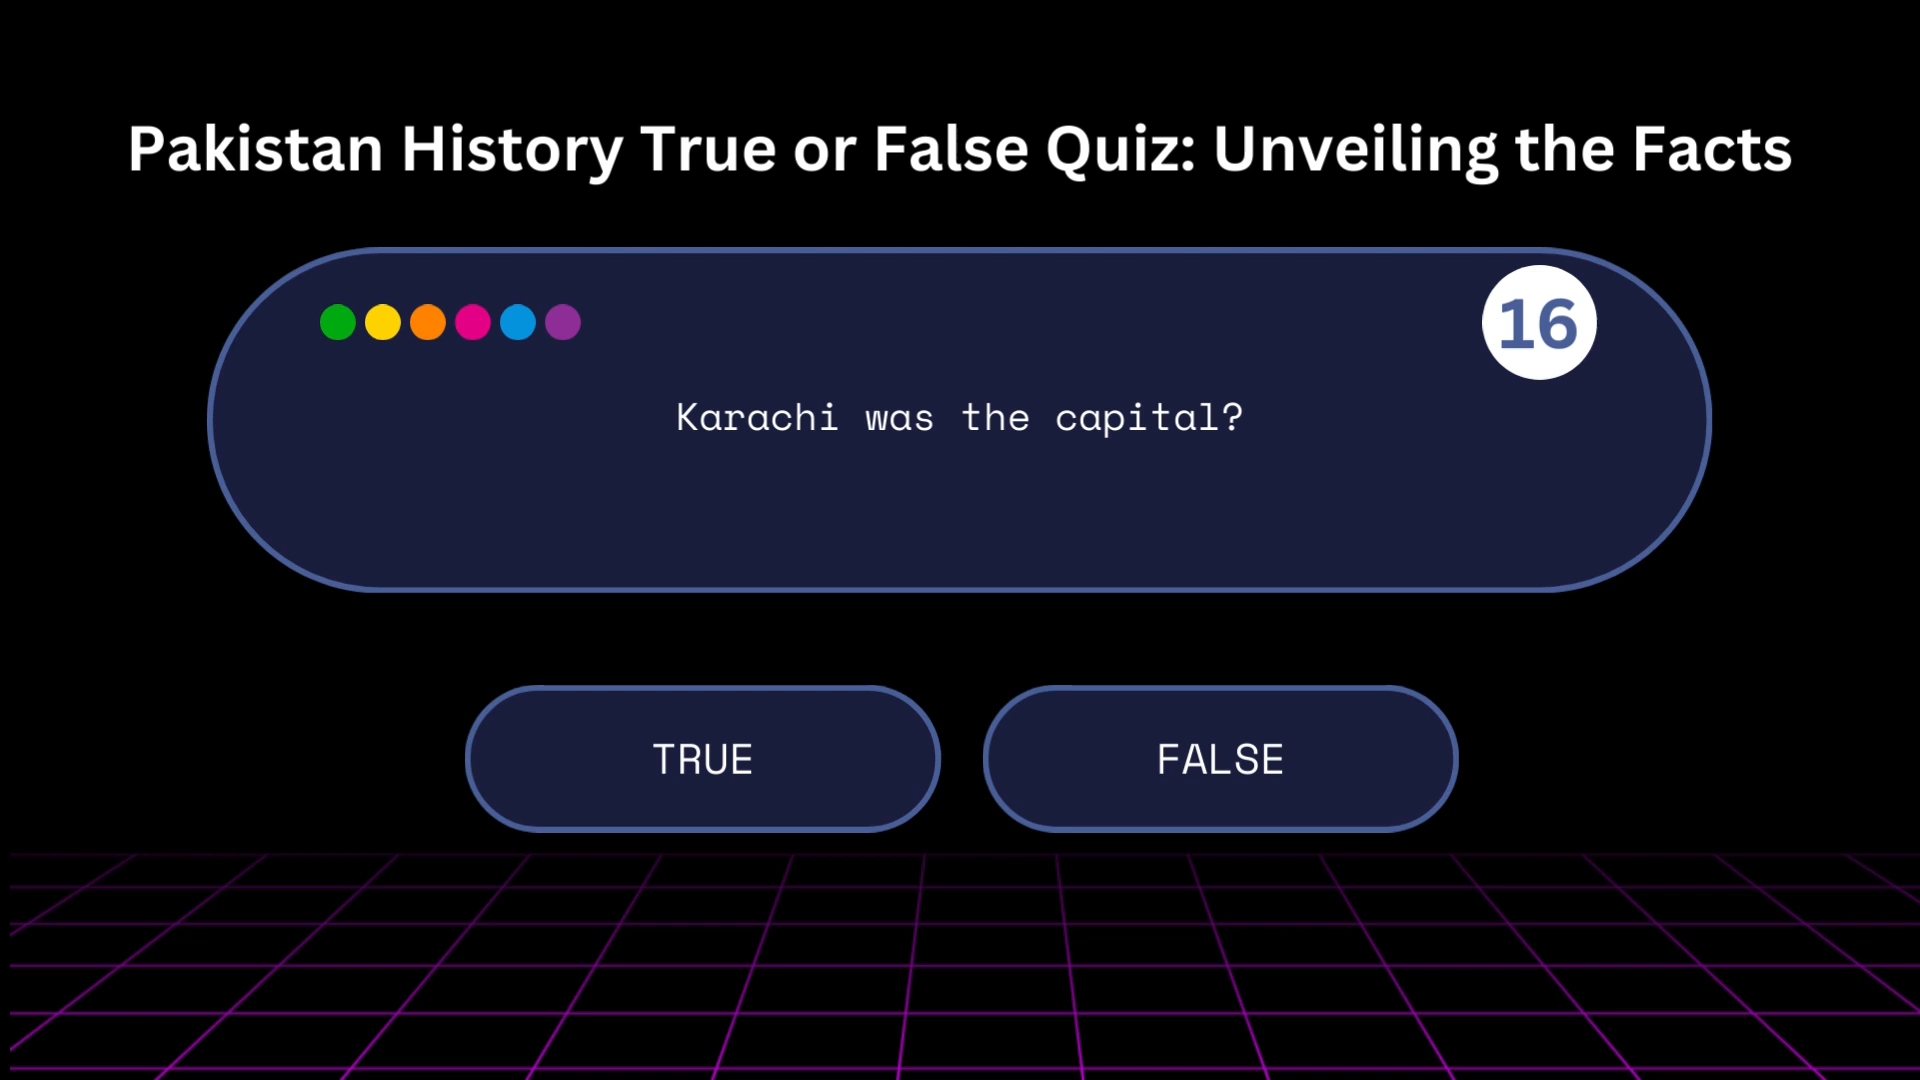 Pakistan History True or False Quiz: Unveiling the Facts
16
Karachi was the capital?
TRUE
FALSE